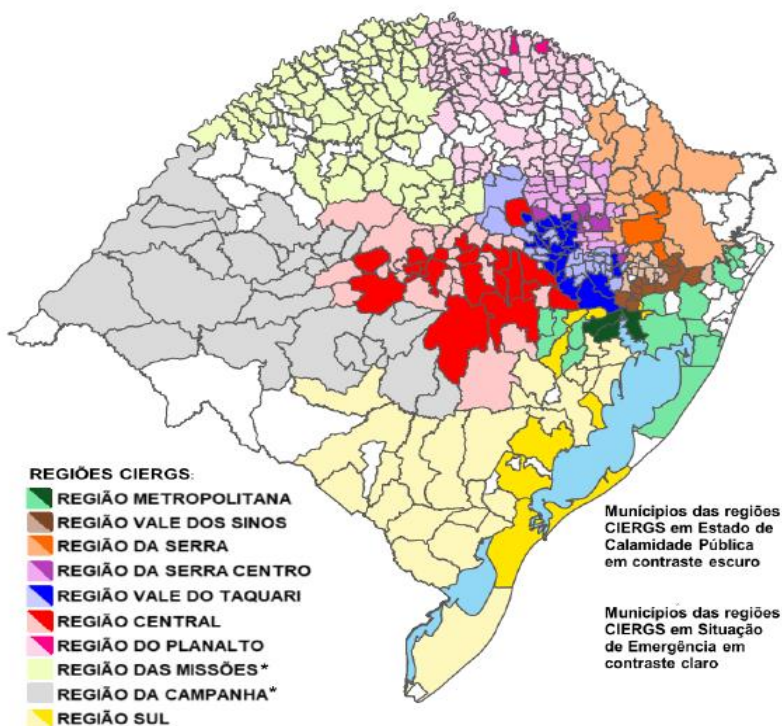 REGIÕES CIERGS:
REGIÃO METROPOLITANA
REGIÃO VALE DOS SINOS
REGIÃO DA SERRA
REGIÃO DA SERRA CENTRO
REGIÃO VALE DO TAQUARI
REGIÃO CENTRAL
REGIÃO DO PLANALTO
REGIÃO DAS MISSÕES*
REGIÃO DA CAMPANHA*
REGIÃO SUL
Munícipios das regiões
CIERGS em Estado de
Calamidade Pública
em contraste escuro
Munícipios das regiões
CIERGS em Situação
de Emergência em
contraste claro